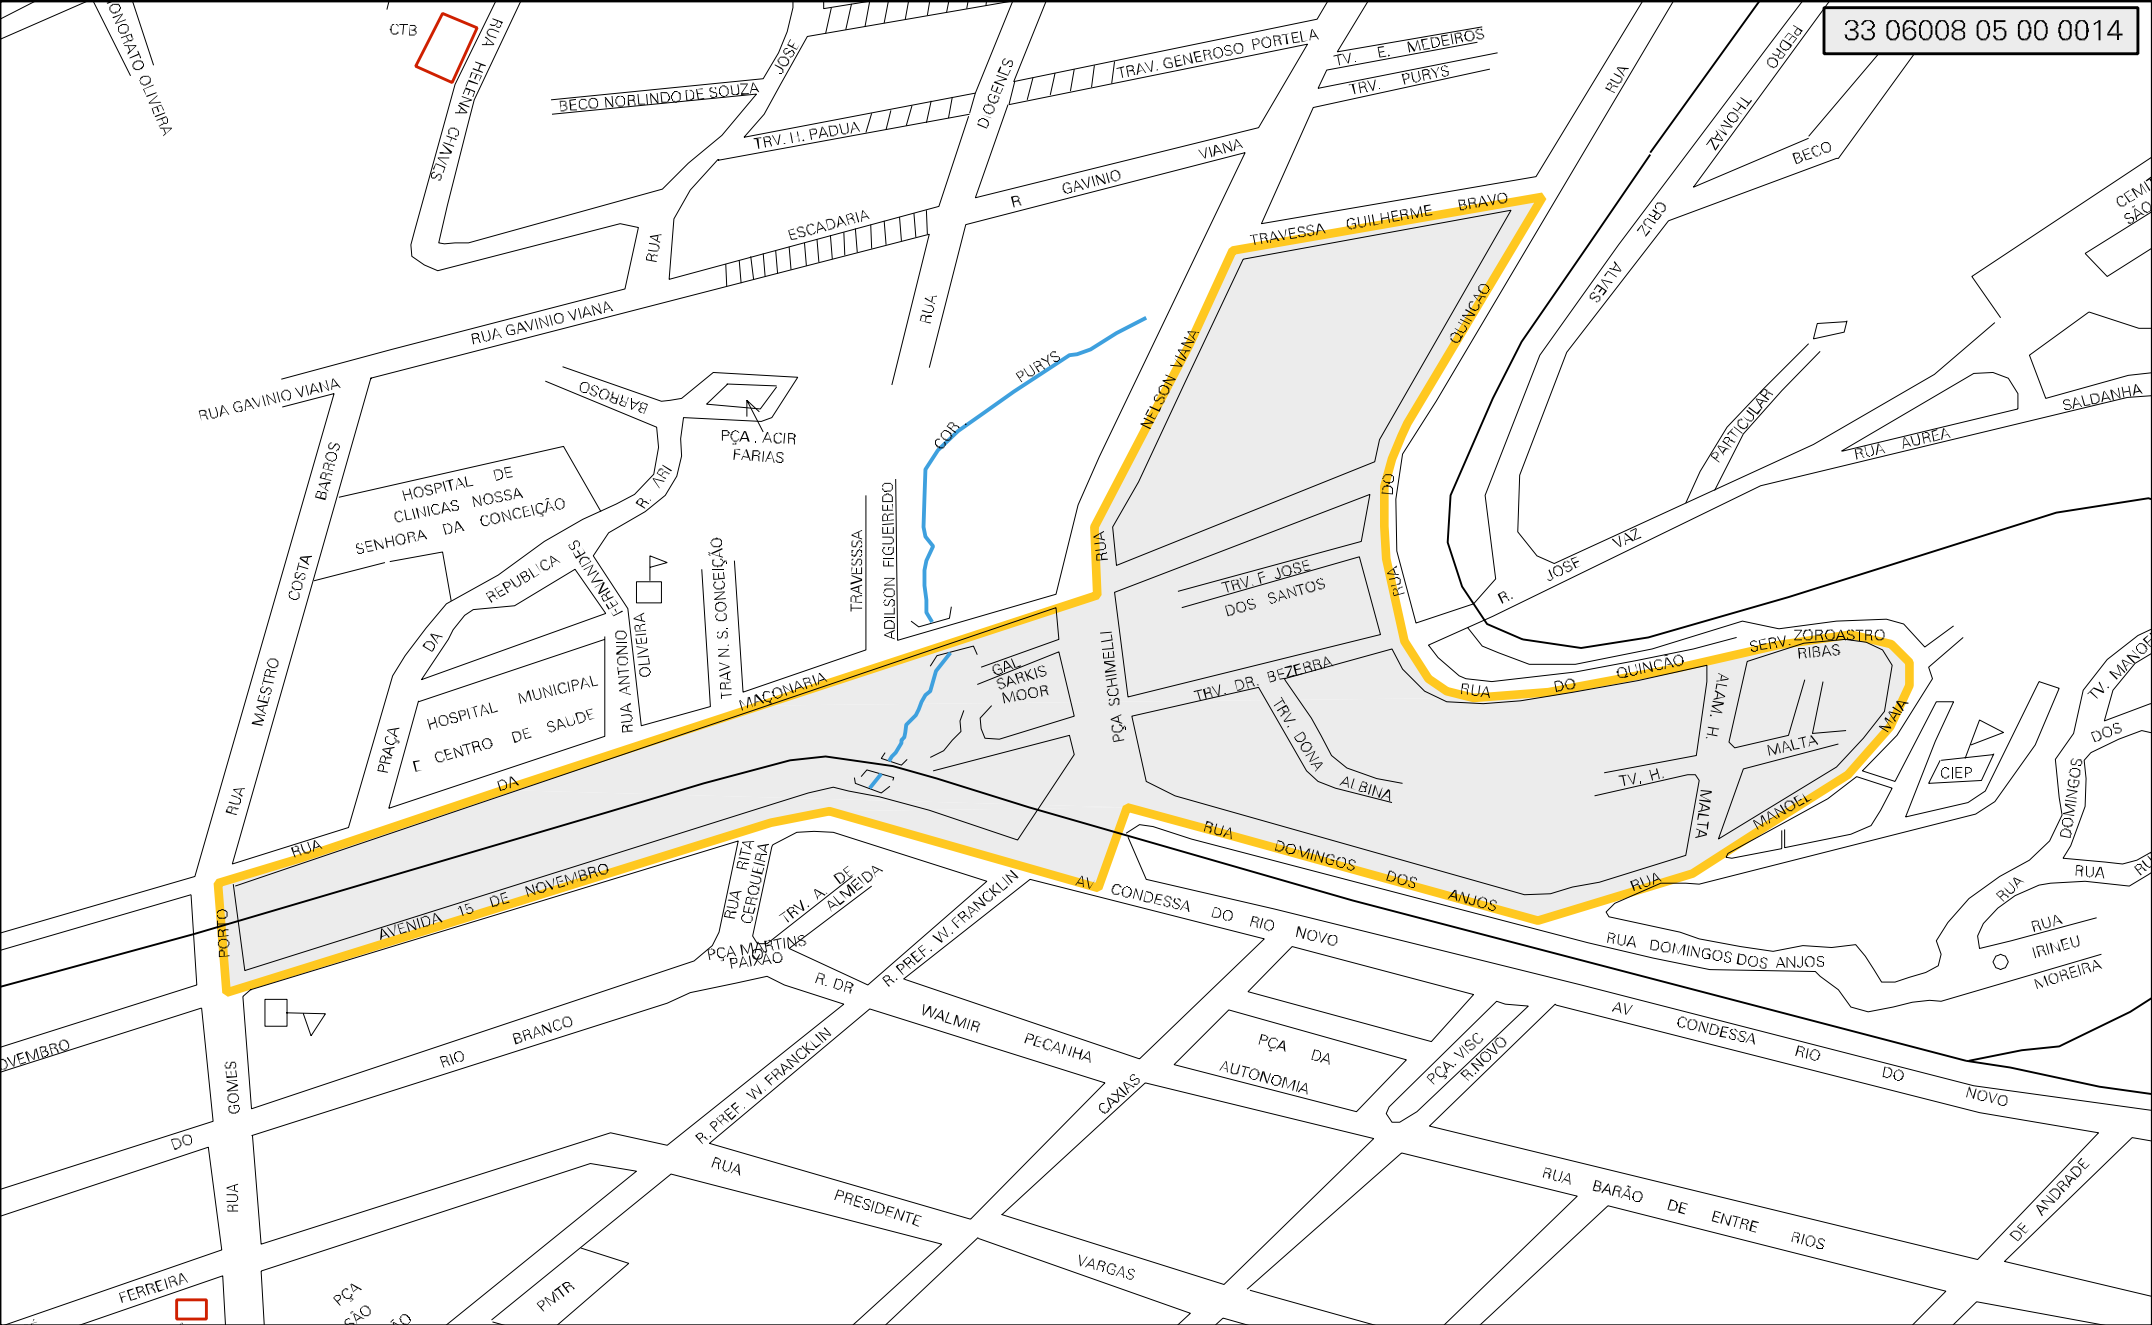 33 06008 05 00 0014
CTB
HONORATO OLIVEIRA
RUA HELENA CHAVES
BECO NORLINDO DE SOUZA
JOSE
RUA
TRV. H. PADUA
D OGENES
RUA
TRAV. GENEROSO PORTELA
TV. E. MEDEIROS
TRV. PURYS
RUA
PEDRO
THOMAZ
CRUZ
ALVES
BECO
R GAVINIO VIANA
ESCADARIA
TRAVESSA GUILHERME BRAVO
RUA GAVINIO VIANA
RUA GAVINIO VIANA
BARROSO
PÇA. ACIR
FARIAS
COR. PURYS
NELSON VIANA
RUA
QUINCAO
DO
RUA
PARTICULAR
RUA AUREA
SALDANHA
HOSPITAL DE
CLINICAS NOSSA
SENHORA DA CONCEIÇÃO
R. ARI
FERNANDES
RUA MAESTRO COSTA BARROS
PRAÇA DA REPUBLICA
TRAVESSSA
ADILSON FIGUEIREDO
TRAV N. S. CONCEIÇÃO
RUA ANTONIO
OLIVEIRA
TRV. F JOSE
DOS SANTOS
R. JOSE VAZ
PÇA SCHIMELLI
HOSPITAL MUNICIPAL
E CENTRO DE SAUDE
GAL
SARKIS
MOOR
TRV. DR. BEZERRA
TRV. DONA ALBINA
RUA DO QUINCAO
SERV. ZOROASTRO
RIBAS
ALAM. H.
MALTA
TV. H.
MALTA
RUA MANOEL MAIA
CIEP
TV. MANOEL
DOS
DOMINGOS
RUA
RUA
RUA DA MAÇONARIA
PORTO
AVENIDA 15 DE NOVEMBRO
RUA RITA
CERQUEIRA
TRV. A. DE
ALMEIDA
PÇA MARTINS
PAIXÃO
R. PREF. W. FRANCKLIN
RUA DOMINGOS DOS ANJOS
AV CONDESSA DO RIO NOVO
RUA DOMINGOS DOS ANJOS
RUA
IRINEU
MOREIRA
R. DR WALMIR PECANHA
RIO BRANCO
R. PREF. W. FRANCKLIN
PÇA DA
AUTONOMIA
PÇA. VISC
R.NOVO
AV CONDESSA RIO DO NOVO
CAXIAS
OVEMBRO
GOMES
DO
RUA
RUA PRESIDENTE VARGAS
RUA BARÃO DE ENTRE RIOS
DE ANDRADE
FERREIRA
PÇA
SÃO
PMTR